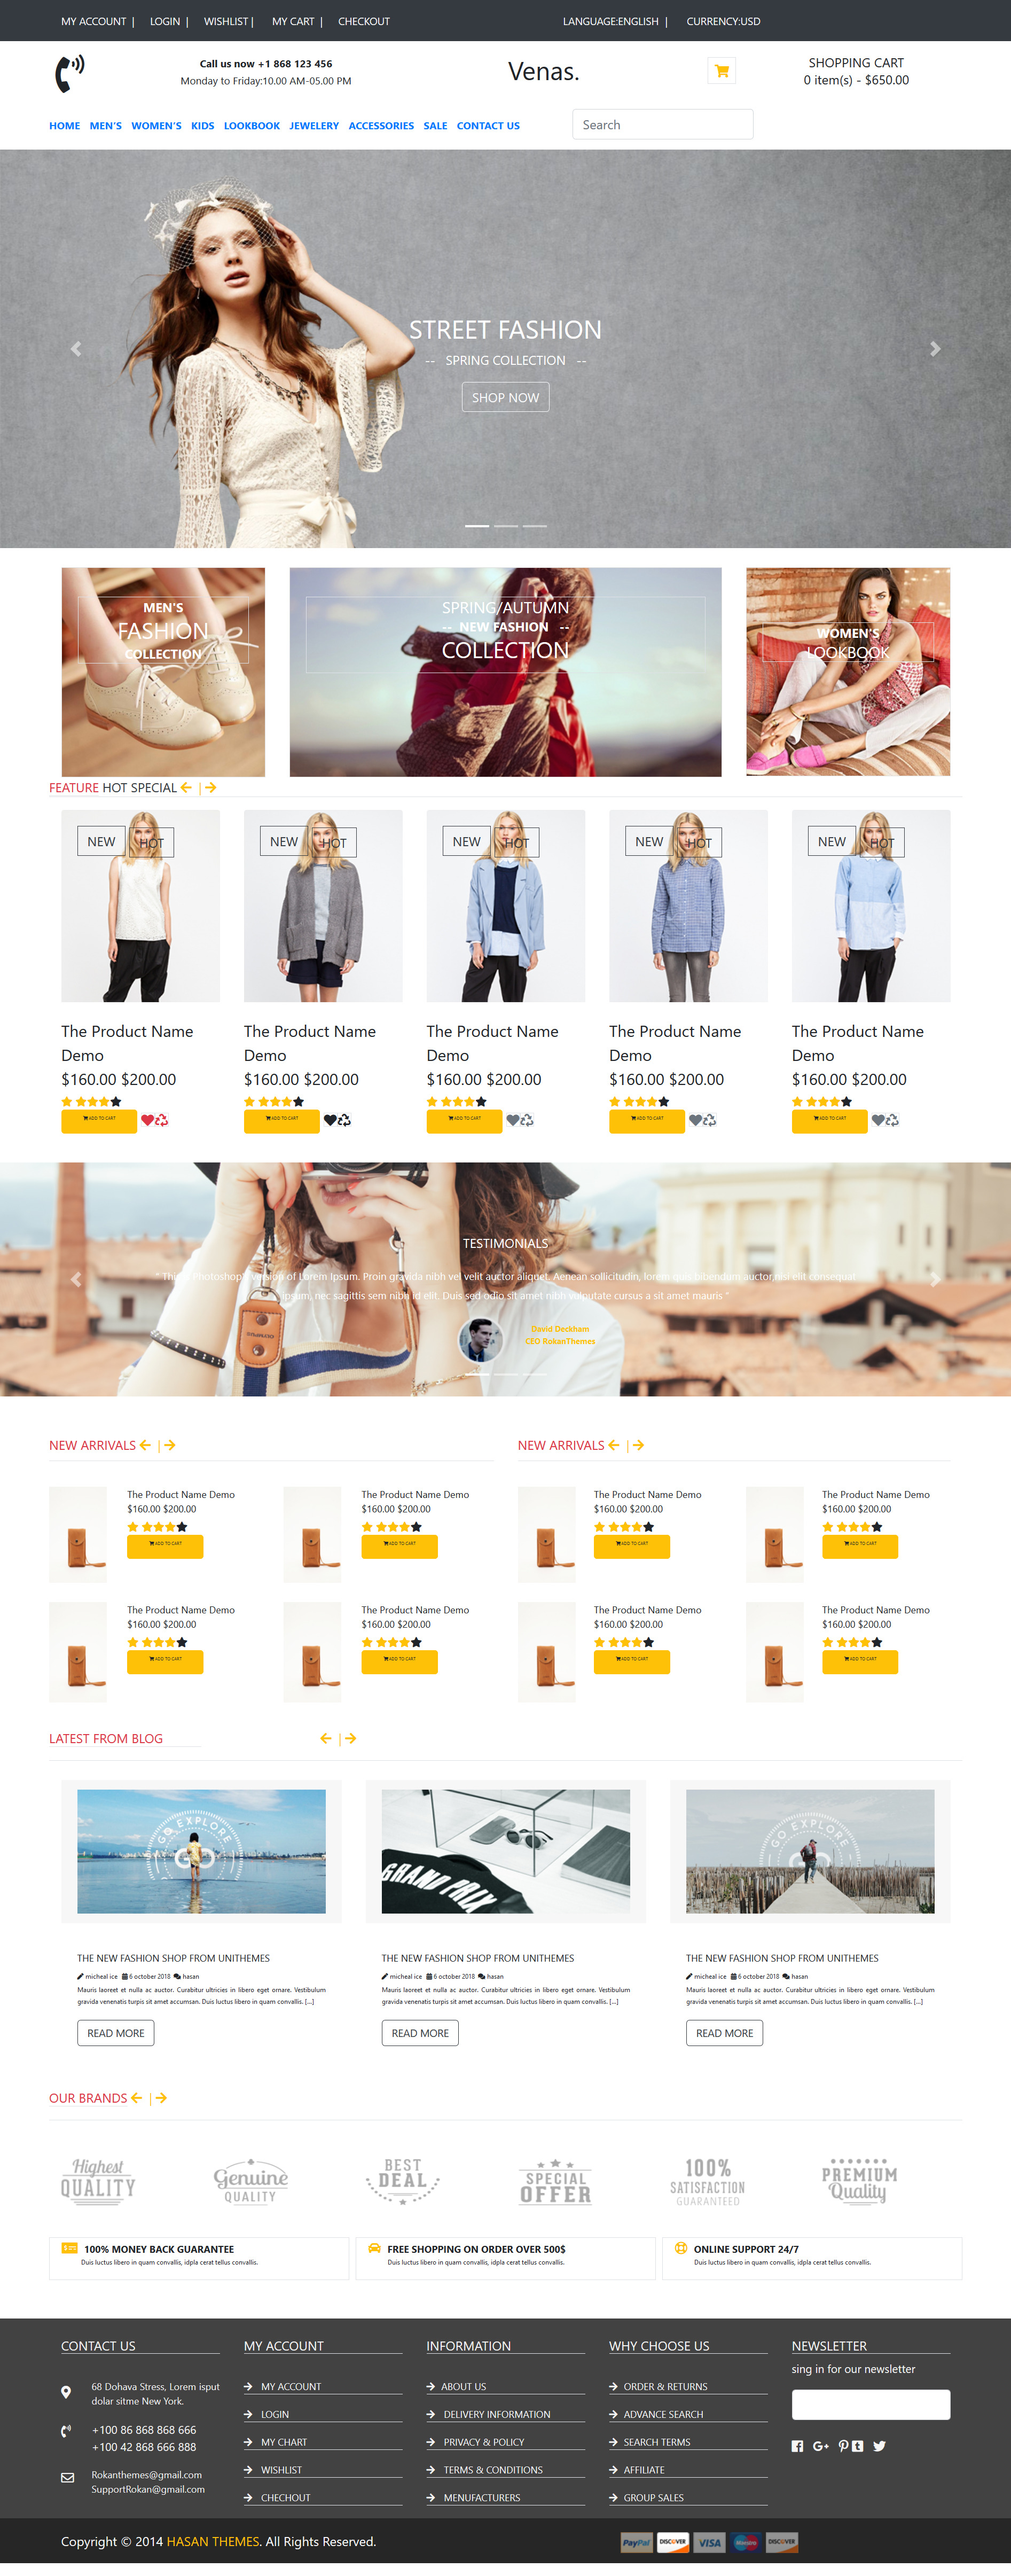 MY ACCOUNT | LOGIN | WISHLIST | MY CART | CHECKOUT LANGUAGE:ENGLISH | CURRENCY:USD
Call us now +1 868 123 456
Monday to Friday:10.00 AM-05.00 PM
Venas.
SHOPPING CART
0 item(s) - $650.00
HOME MEN'S WOMEN'S KIDS LOOKBOOK JEWELERY ACCESSORIES SALE CONTACT US
Search
STREET FASHION
-- SPRING COLLECTION --
SHOP NOW
MEN'S
FASHION
COLLECTION
SPRING/AUTUMN
-- NEW FASHION --
COLLECTION
WOMEN'S
LOOKBOOK
FEATURE HOT SPECIAL |
NEW HOT NEW HOT NEW HOT NEW HOT NEW HOT
The Product Name Demo
$160.00 $200.00
ADD TO CART
The Product Name Demo
$160.00 $200.00
ADD TO CART
The Product Name Demo
$160.00 $200.00
ADD TO CART
The Product Name Demo
$160.00 $200.00
ADD TO CART
The Product Name Demo
$160.00 $200.00
ADD TO CART
TESTIMONIALS
" This is Photoshop's version of Lorem Ipsum. Proin gravida nibh vel velit auctor aliquet. Aenean sollicitudin, lorem quis bibendum auctor,nisi elit consequat
ipsum, nec sagittis sem nibh id elit. Duis sed odio sit amet nibh vulputate cursus a sit amet mauris "
David Deckham
CEO RokanThemes
OLYMPUS
NEW ARRIVALS |
NEW ARRIVALS |
The Product Name Demo
$160.00 $200.00
ADD TO CART
The Product Name Demo
$160.00 $200.00
ADD TO CART
The Product Name Demo
$160.00 $200.00
ADD TO CART
The Product Name Demo
$160.00 $200.00
ADD TO CART
The Product Name Demo
$160.00 $200.00
ADD TO CART
The Product Name Demo
$160.00 $200.00
ADD TO CART
The Product Name Demo
$160.00 $200.00
ADD TO CART
The Product Name Demo
$160.00 $200.00
ADD TO CART
LATEST FROM BLOG |
GO EXPLORE
GO
GRAND PRIX
GO EXPLORE
THE NEW FASHION SHOP FROM UNITHEMES
micheal ice 6 october 2018 hasan
Mauris laoreet et nulla ac auctor. Curabitur ultricies in libero eget ornare. Vestibulum
gravida venenatis turpis sit amet accumsan. Duis luctus libero in quam convallis. [...]
READ MORE
THE NEW FASHION SHOP FROM UNITHEMES
micheal ice 6 october 2018 hasan
Mauris laoreet et nulla ac auctor. Curabitur ultricies in libero eget ornare. Vestibulum
gravida venenatis turpis sit amet accumsan. Duis luctus libero in quam convallis. [...]
READ MORE
THE NEW FASHION SHOP FROM UNITHEMES
micheal ice 6 october 2018 hasan
Mauris laoreet et nulla ac auctor. Curabitur ultricies in libero eget ornare. Vestibulum
gravida venenatis turpis sit amet accumsan. Duis luctus libero in quam convallis. [...]
READ MORE
OUR BRANDS |
Highest
QUALITY
Genuine
QUALITY
BEST
DEAL
SPECIAL
OFFER
100%
SATISFACTION
GUARANTEED
PREMIUM
Quality
100% MONEY BACK GUARANTEE
Duis luctus libero in quam convallis, idpla cerat tellus convallis.
FREE SHOPPING ON ORDER OVER 500$
Duis luctus libero in quam convallis, idpla cerat tellus convallis.
ONLINE SUPPORT 24/7
Duis luctus libero in quam convallis, idpla cerat tellus convallis.
CONTACT US
68 Dohava Stress, Lorem isput
dolar sitme New York.
+100 86 868 868 666
+100 42 868 666 888
Rokanthemes@gmail.com
SupportRokan@gmail.com
MY ACCOUNT
MY ACCOUNT
LOGIN
MY CHART
WISHLIST
CHECHOUT
INFORMATION
ABOUT US
DELIVERY INFORMATION
PRIVACY & POLICY
TERMS & CONDITIONS
MENUFACTURERS
WHY CHOOSE US
ORDER & RETURNS
ADVANCE SEARCH
SEARCH TERMS
AFFILIATE
GROUP SALES
NEWSLETTER
sing in for our newsletter
Copyright © 2014 HASAN THEMES. All Rights Reserved.
PayPal DISCOVER VISA Maestro DISCOVER